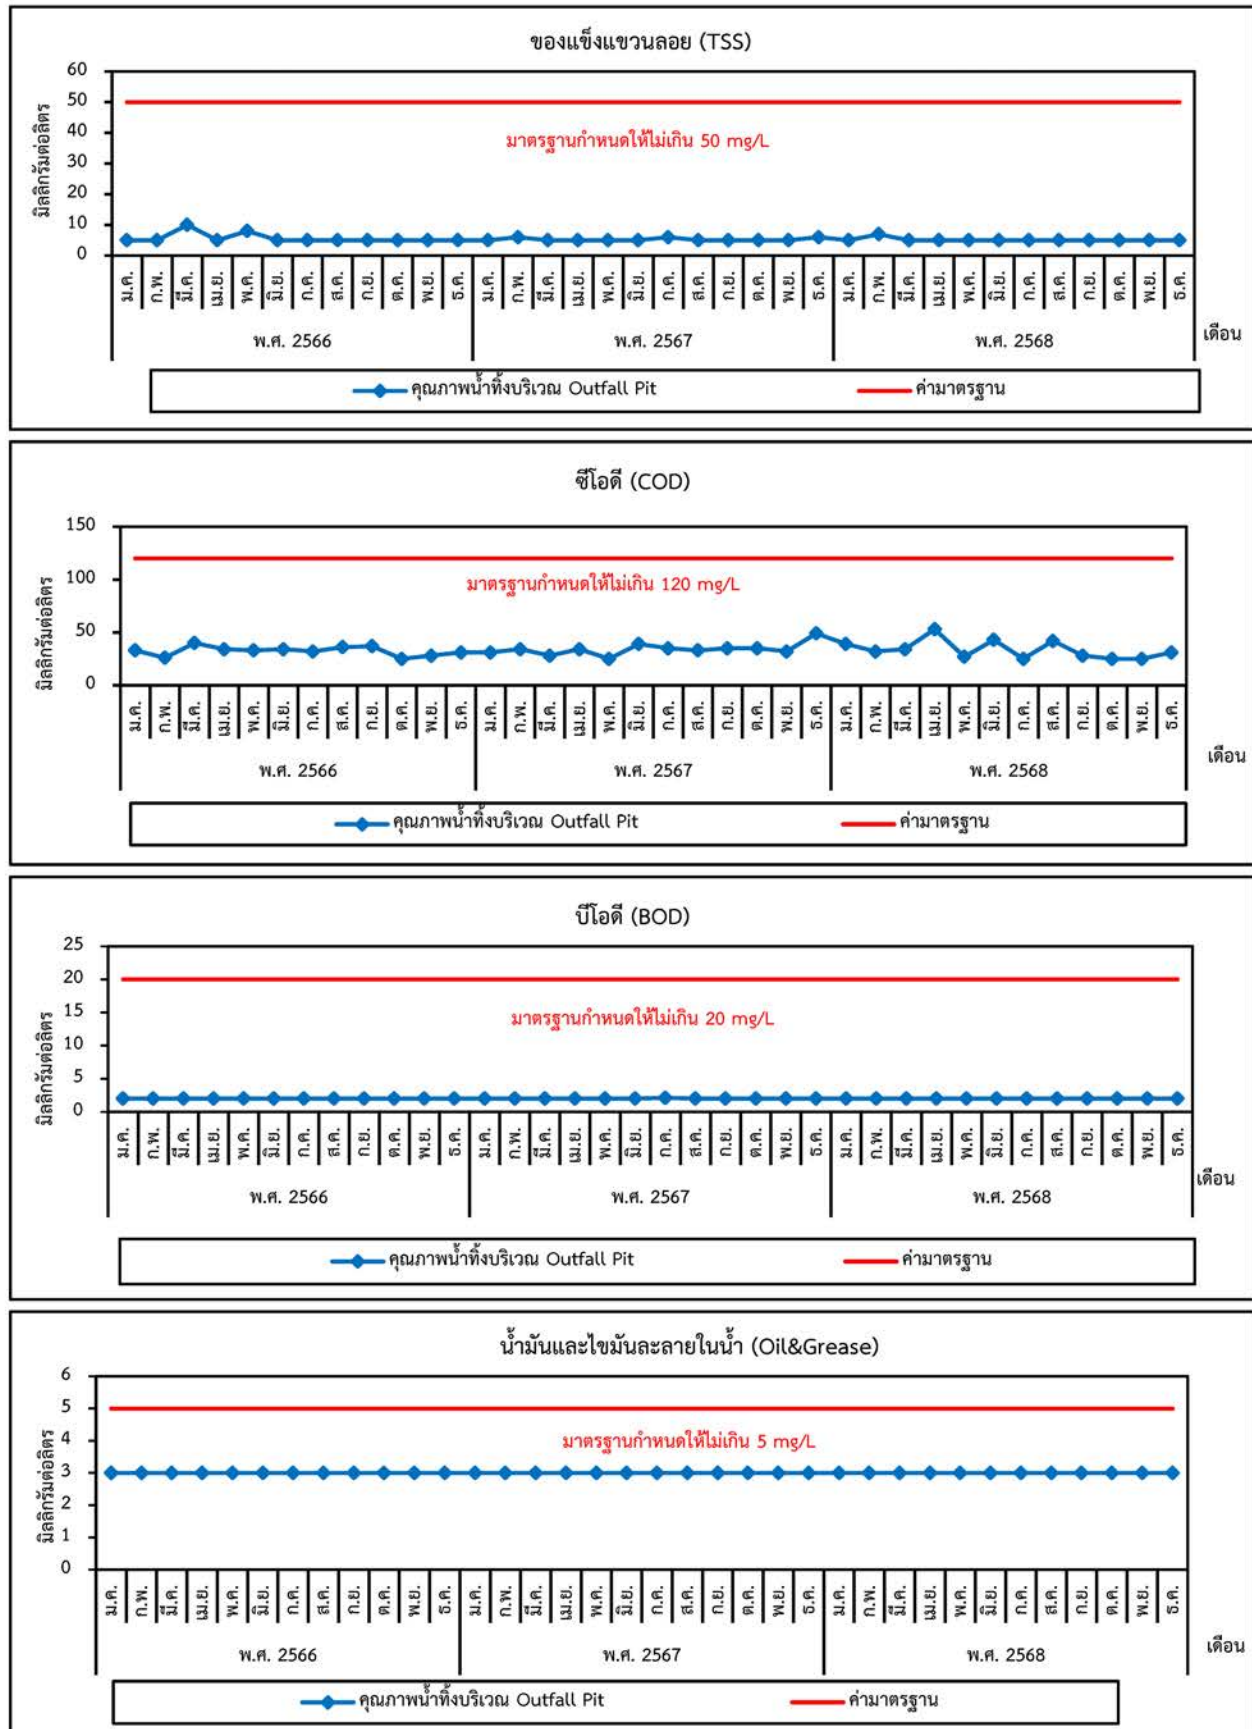 ของแข็งแขวนลอย (TSS)
มิลลิกรัมต่อลิตร
60
50
40
30
20
10
0
มาตรฐานกำหนดให้ไม่เกิน 50 mg/L
ม.ค. ก.พ. มี.ค. เม.ย. พ.ค. มิ.ย. ก.ค. ส.ค. ก.ย. ต.ค. พ.ย. ธ.ค. ม.ค. ก.พ. มี.ค. เม.ย. พ.ค. มิ.ย. ก.ค. ส.ค. ก.ย. ต.ค. พ.ย. ธ.ค. ม.ค. ก.พ. มี.ค. เม.ย. พ.ค. มิ.ย. ก.ค. ส.ค. ก.ย. ต.ค. พ.ย. ธ.ค.
พ.ศ. 2566 พ.ศ. 2567 พ.ศ. 2568 เดือน
คุณภาพน้ำทิ้งบริเวณ Outfall Pit ค่ามาตรฐาน
ซีโอดี (COD)
มิลลิกรัมต่อลิตร
150
100
50
0
มาตรฐานกำหนดให้ไม่เกิน 120 mg/L
ม.ค. ก.พ. มี.ค. เม.ย. พ.ค. มิ.ย. ก.ค. ส.ค. ก.ย. ต.ค. พ.ย. ธ.ค. ม.ค. ก.พ. มี.ค. เม.ย. พ.ค. มิ.ย. ก.ค. ส.ค. ก.ย. ต.ค. พ.ย. ธ.ค. ม.ค. ก.พ. มี.ค. เม.ย. พ.ค. มิ.ย. ก.ค. ส.ค. ก.ย. ต.ค. พ.ย. ธ.ค.
พ.ศ. 2566 พ.ศ. 2567 พ.ศ. 2568 เดือน
คุณภาพน้ำทิ้งบริเวณ Outfall Pit ค่ามาตรฐาน
บีโอดี (BOD)
มิลลิกรัมต่อลิตร
25
20
15
10
5
0
มาตรฐานกำหนดให้ไม่เกิน 20 mg/L
ม.ค. ก.พ. มี.ค. เม.ย. พ.ค. มิ.ย. ก.ค. ส.ค. ก.ย. ต.ค. พ.ย. ธ.ค. ม.ค. ก.พ. มี.ค. เม.ย. พ.ค. มิ.ย. ก.ค. ส.ค. ก.ย. ต.ค. พ.ย. ธ.ค. ม.ค. ก.พ. มี.ค. เม.ย. พ.ค. มิ.ย. ก.ค. ส.ค. ก.ย. ต.ค. พ.ย. ธ.ค.
พ.ศ. 2566 พ.ศ. 2567 พ.ศ. 2568 เดือน
คุณภาพน้ำทิ้งบริเวณ Outfall Pit ค่ามาตรฐาน
น้ำมันและไขมันละลายในน้ำ (Oil&Grease)
มิลลิกรัมต่อลิตร
6
5
4
3
2
1
0
มาตรฐานกำหนดให้ไม่เกิน 5 mg/L
ม.ค. ก.พ. มี.ค. เม.ย. พ.ค. มิ.ย. ก.ค. ส.ค. ก.ย. ต.ค. พ.ย. ธ.ค. ม.ค. ก.พ. มี.ค. เม.ย. พ.ค. มิ.ย. ก.ค. ส.ค. ก.ย. ต.ค. พ.ย. ธ.ค. ม.ค. ก.พ. มี.ค. เม.ย. พ.ค. มิ.ย. ก.ค. ส.ค. ก.ย. ต.ค. พ.ย. ธ.ค.
พ.ศ. 2566 พ.ศ. 2567 พ.ศ. 2568 เดือน
คุณภาพน้ำทิ้งบริเวณ Outfall Pit ค่ามาตรฐาน